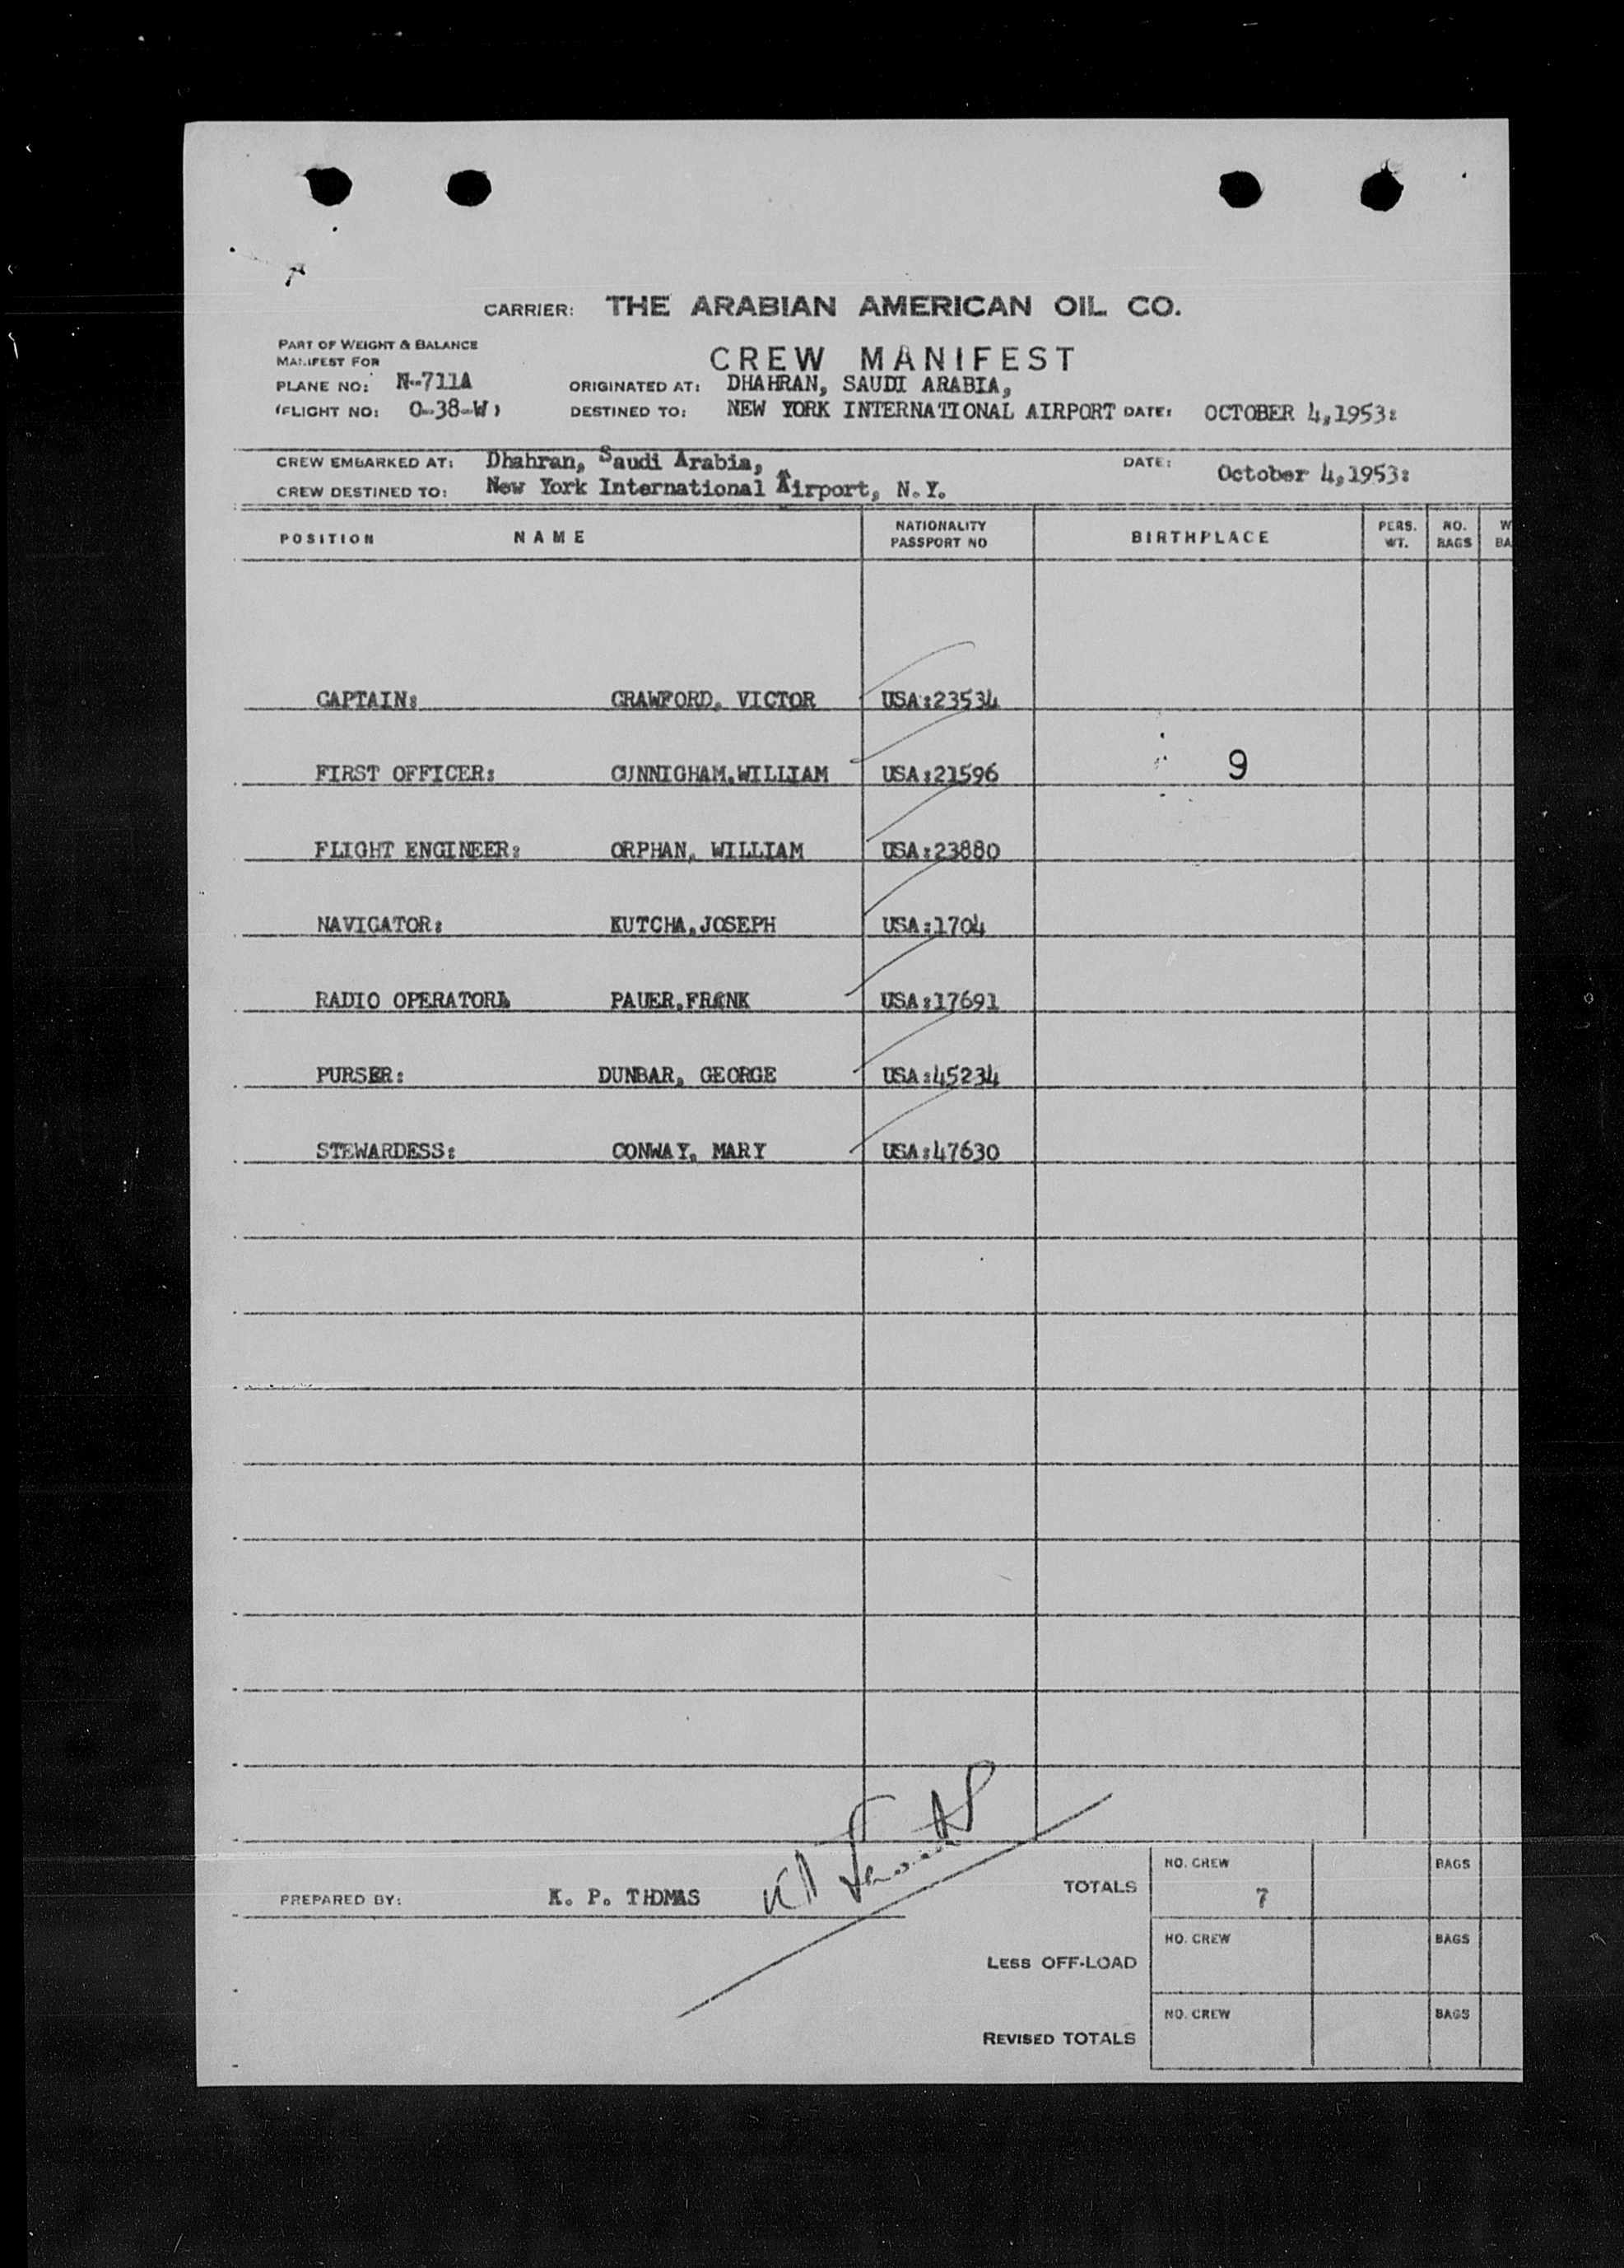 CARRIER: THE ARABIAN AMERICAN OIL CO.
PART OF WEIGHT & BALANCE
MANIFEST FOR
CREW MANIFEST
PLANE NO: N-711A ORIGINATED AT: DHAHRAN, SAUDI ARABIA,
(FLIGHT NO: O-38-W) DESTINED TO: NEW YORK INTERNATIONAL AIRPORT DATE: OCTOBER 4,1953:
CREW EMBARKED AT: Dhahran, Saudi Arabia, DATE: October 4,1953:
CREW DESTINED TO: New York International Airport, N.Y.
POSITION NAME NATIONALITY PASSPORT NO BIRTHPLACE PERS. WT. NO. BAGS W BA
CAPTAIN: CRAWFORD, VICTOR USA:23534
FIRST OFFICER: CUNNIGHAM,WILLIAM USA:21596 9
FLIGHT ENGINEER: ORPHAN, WILLIAM USA:23880
NAVIGATOR: KUTCHA,JOSEPH USA:1704
RADIO OPERATOR: PAUER,FRANK USA:17691
PURSER: DUNBAR, GEORGE USA:45234
STEWARDESS: CONWAY, MARY USA:47630
PREPARED BY: K. P. THOMAS
TOTALS NO. CREW 7 BAGS
LESS OFF-LOAD NO. CREW BAGS
REVISED TOTALS NO. CREW BAGS